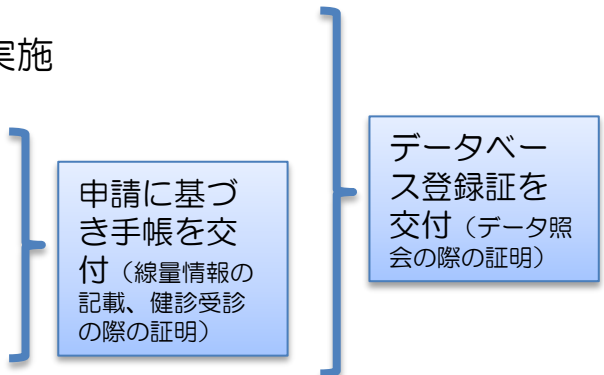 実施
申請に基づ
き手帳を交
付（線量情報の
記載、健診受診
の際の証明）
データベー
ス登録証を
交付（データ照
会の際の証明）